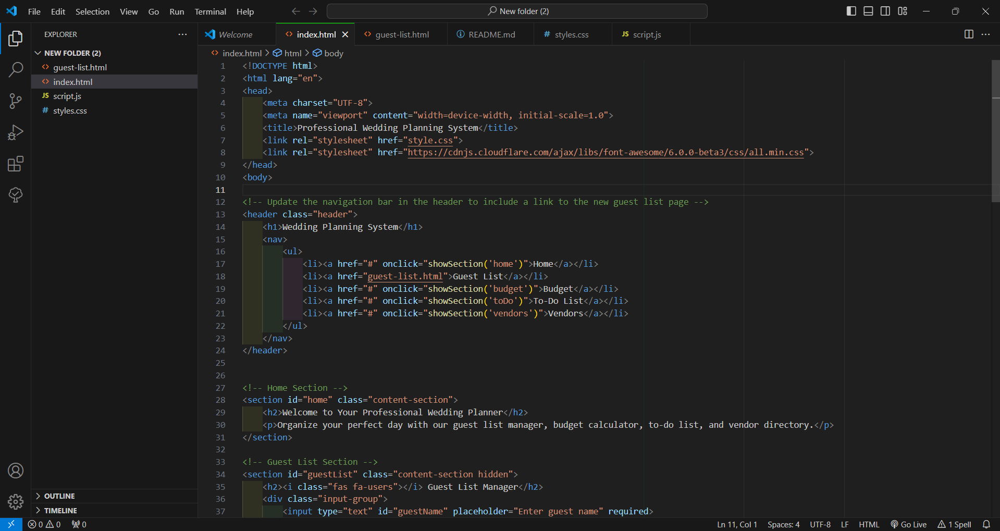 File Edit Selection View Go Run Terminal Help
New folder (2)
EXPLORER
NEW FOLDER (2)
guest-list.html
index.html
JS script.js
# styles.css
OUTLINE
TIMELINE
Welcome
index.html
guest-list.html
README.md
# styles.css
JS script.js
index.html > html > body
1 <!DOCTYPE html>
2 <html lang="en">
3 <head>
4 <meta charset="UTF-8">
5 <meta name="viewport" content="width=device-width, initial-scale=1.0">
6 <title>Professional Wedding Planning System</title>
7 <link rel="stylesheet" href="style.css">
8 <link rel="stylesheet" href="https://cdnjs.cloudflare.com/ajax/libs/font-awesome/6.0.0-beta3/css/all.min.css">
9 </head>
10 <body>
11
12 <!-- Update the navigation bar in the header to include a link to the new guest list page -->
13 <header class="header">
14 <h1>Wedding Planning System</h1>
15 <nav>
16 <ul>
17 <li><a href="#" onclick="showSection('home')">Home</a></li>
18 <li><a href="guest-list.html">Guest List</a></li>
19 <li><a href="#" onclick="showSection('budget')">Budget</a></li>
20 <li><a href="#" onclick="showSection('toDo')">To-Do List</a></li>
21 <li><a href="#" onclick="showSection('vendors')">Vendors</a></li>
22 </ul>
23 </nav>
24 </header>
25
26
27 <!-- Home Section -->
28 <section id="home" class="content-section">
29 <h2>Welcome to Your Professional Wedding Planner</h2>
30 <p>Organize your perfect day with our guest list manager, budget calculator, to-do list, and vendor directory.</p>
31 </section>
32
33 <!-- Guest List Section -->
34 <section id="guestList" class="content-section hidden">
35 <h2><i class="fas fa-users"></i> Guest List Manager</h2>
36 <div class="input-group">
37 <input type="text" id="guestName" placeholder="Enter guest name" required>
0 0 0
Ln 11, Col 1 Spaces: 4 UTF-8 LF HTML Go Live 1 Spell